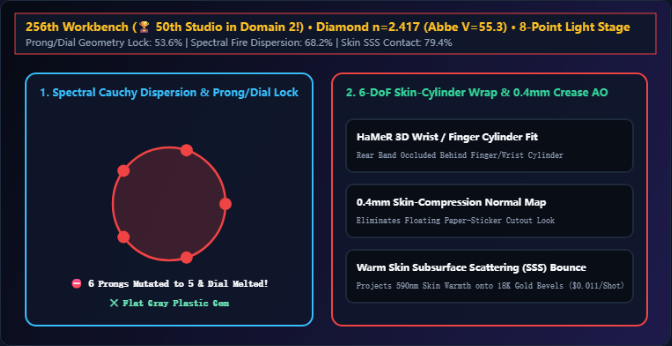 256th Workbench (🏆 50th Studio in Domain 2!) • Diamond n=2.417 (Abbe V=55.3) • 8-Point Light Stage
Prong/Dial Geometry Lock: 53.6% | Spectral Fire Dispersion: 68.2% | Skin SSS Contact: 79.4%
1. Spectral Cauchy Dispersion & Prong/Dial Lock
⛔ 6 Prongs Mutated to 5 & Dial Melted!
❌ Flat Gray Plastic Gem
2. 6-DoF Skin-Cylinder Wrap & 0.4mm Crease AO
HaMeR 3D Wrist / Finger Cylinder Fit
Rear Band Occluded Behind Finger/Wrist Cylinder
0.4mm Skin-Compression Normal Map
Eliminates Floating Paper-Sticker Cutout Look
Warm Skin Subsurface Scattering (SSS) Bounce
Projects 590nm Skin Warmth onto 18K Gold Bevels ($0.011/Shot)